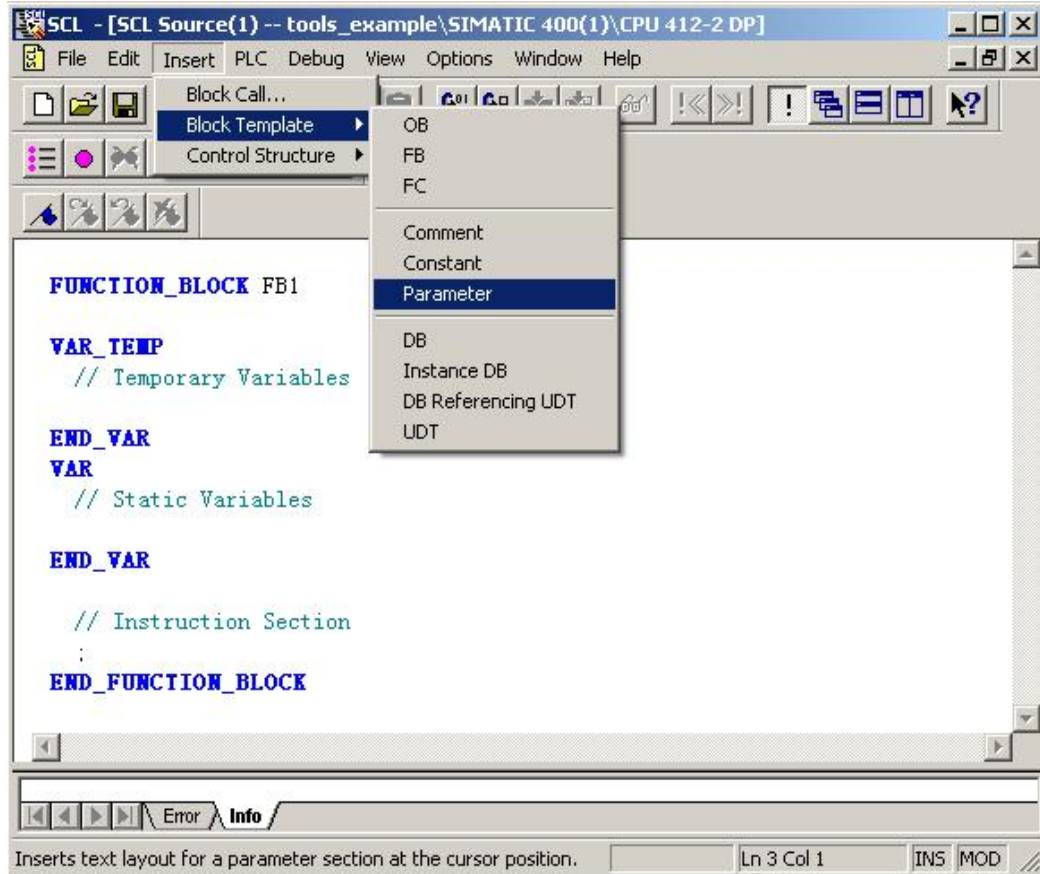 SCL - [SCL Source(1) -- tools_example\SIMATIC 400(1)\CPU 412-2 DP]
File Edit Insert PLC Debug View Options Window Help
Block Call...
Block Template
Control Structure
OB
FB
FC
Comment
Constant
Parameter
DB
Instance DB
DB Referencing UDT
UDT
FUNCTION_BLOCK FB1
VAR_TEMP
// Temporary Variables
END_VAR
VAR
// Static Variables
END_VAR
// Instruction Section
;
END_FUNCTION_BLOCK
Error Info
Inserts text layout for a parameter section at the cursor position. Ln 3 Col 1 INS MOD